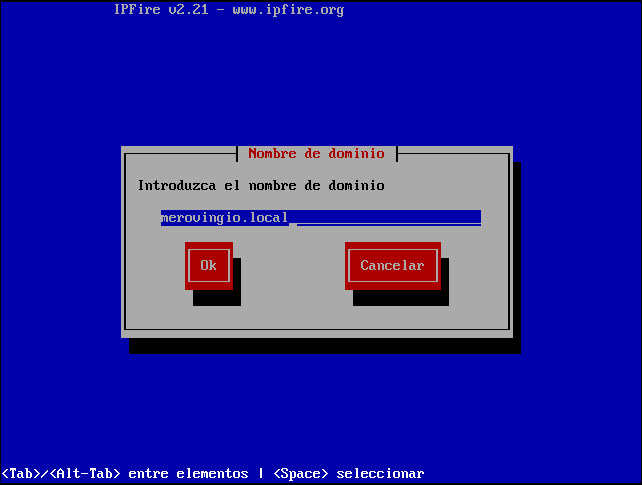 IPFire v2.21 - www.ipfire.org
Nombre de dominio
Introduzca el nombre de dominio
merovingio.local
Ok Cancelar
<Tab>/<Alt-Tab> entre elementos | <Space> seleccionar